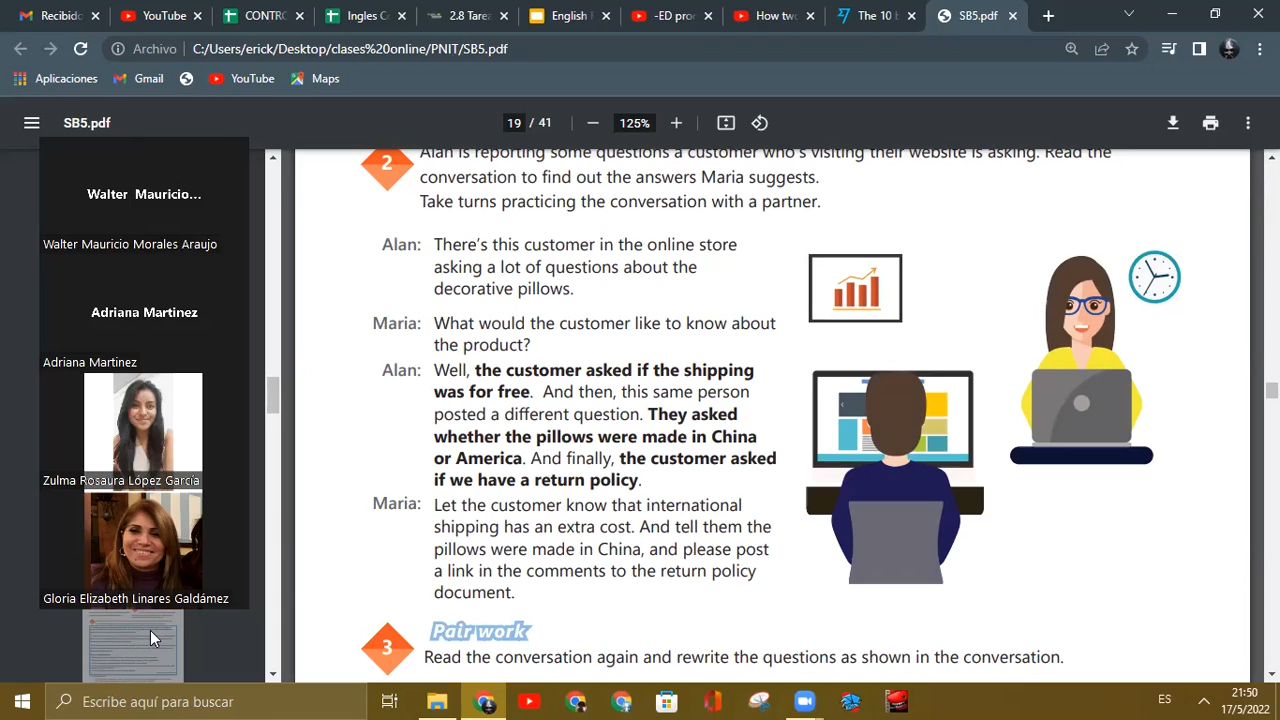 Recibido
YouTube
CONTRO
Ingles C
2.8 Tarea
English F
-ED pro
How two
The 10 b
SB5.pdf
Archivo C:/Users/erick/Desktop/clases%20online/PNIT/SB5.pdf
Aplicaciones Gmail YouTube Maps
SB5.pdf 19 / 41 125%
Walter Mauricio...
Walter Mauricio Morales Araujo
Adriana Martinez
Adriana Martinez
Zulma Rosaura López García
Gloria Elizabeth Linares Galdámez
2 Alan is reporting some questions a customer who's visiting their website is asking. Read the
conversation to find out the answers Maria suggests.
Take turns practicing the conversation with a partner.
Alan: There's this customer in the online store
asking a lot of questions about the
decorative pillows.
Maria: What would the customer like to know about
the product?
Alan: Well, the customer asked if the shipping
was for free. And then, this same person
posted a different question. They asked
whether the pillows were made in China
or America. And finally, the customer asked
if we have a return policy.
Maria: Let the customer know that international
shipping has an extra cost. And tell them the
pillows were made in China, and please post
a link in the comments to the return policy
document.
3 Pair work
Read the conversation again and rewrite the questions as shown in the conversation.
Escribe aquí para buscar
ES
21:50
17/5/2022